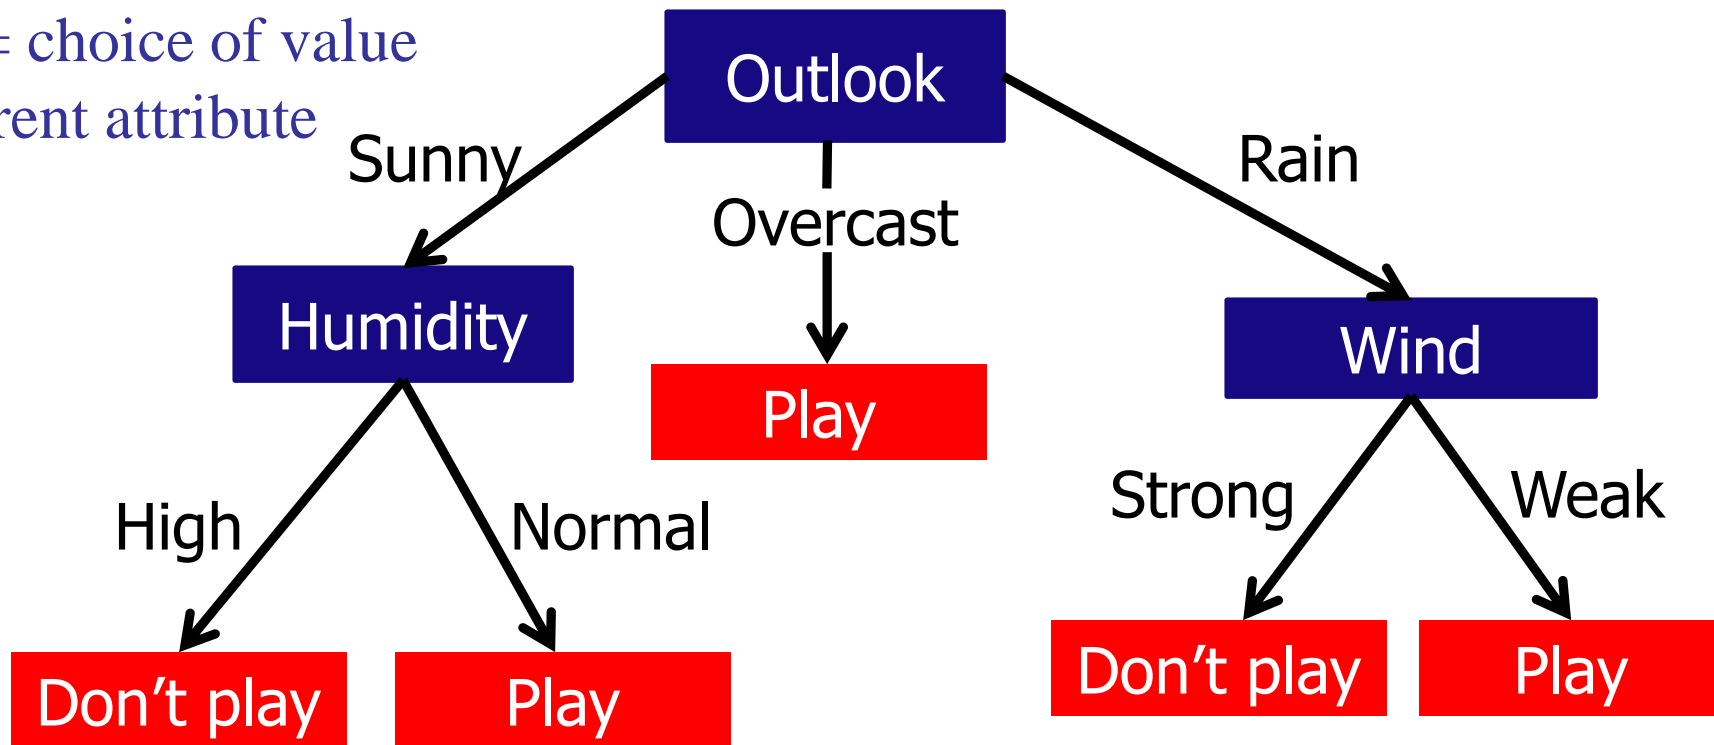 = choice of value
rent attribute
Outlook
Sunny
Overcast
Rain
Humidity
Wind
Play
High
Normal
Strong
Weak
Don’t play
Play
Don’t play
Play